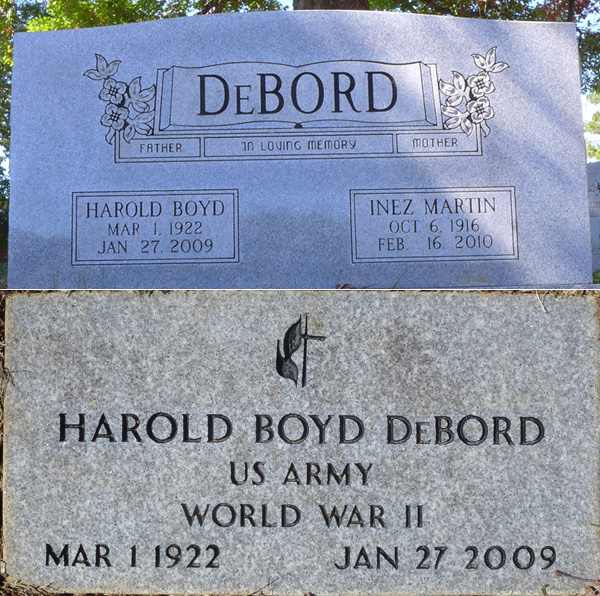 DeBORD
FATHER IN LOVING MEMORY MOTHER
HAROLD BOYD
MAR 1, 1922
JAN 27, 2009
INEZ MARTIN
OCT 6, 1916
FEB 16, 2010
HAROLD BOYD DeBORD
US ARMY
WORLD WAR II
MAR 1 1922 JAN 27 2009